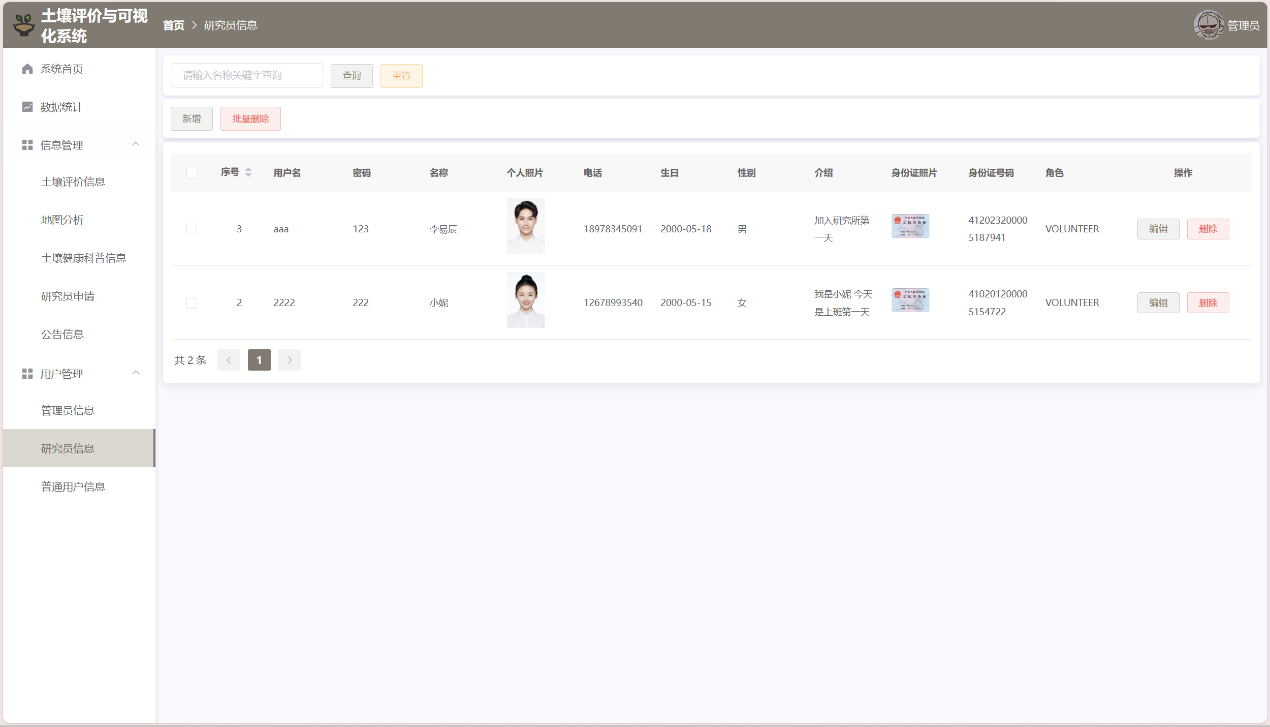 土壤评价与可视
化系统
首页 > 研究员信息
管理员
系统首页
数据统计
信息管理
土壤评价信息
地图分析
土壤健康科普信息
研究员申请
公告信息
用户管理
管理员信息
研究员信息
普通用户信息
请输入名称关键字查询 查询 重置
新增 批量删除
序号 用户名 密码 名称 个人照片 电话 生日 性别 介绍 身份证照片 身份证号码 角色 操作
3 aaa 123 李易辰 18978345091 2000-05-18 男 加入研究所第
一天 41202320000
5187941 VOLUNTEER 编辑 删除
2 2222 222 小妮 12678993540 2000-05-15 女 我是小妮 今天
是上班第一天 41020120000
5154722 VOLUNTEER 编辑 删除
共 2 条 < 1 >